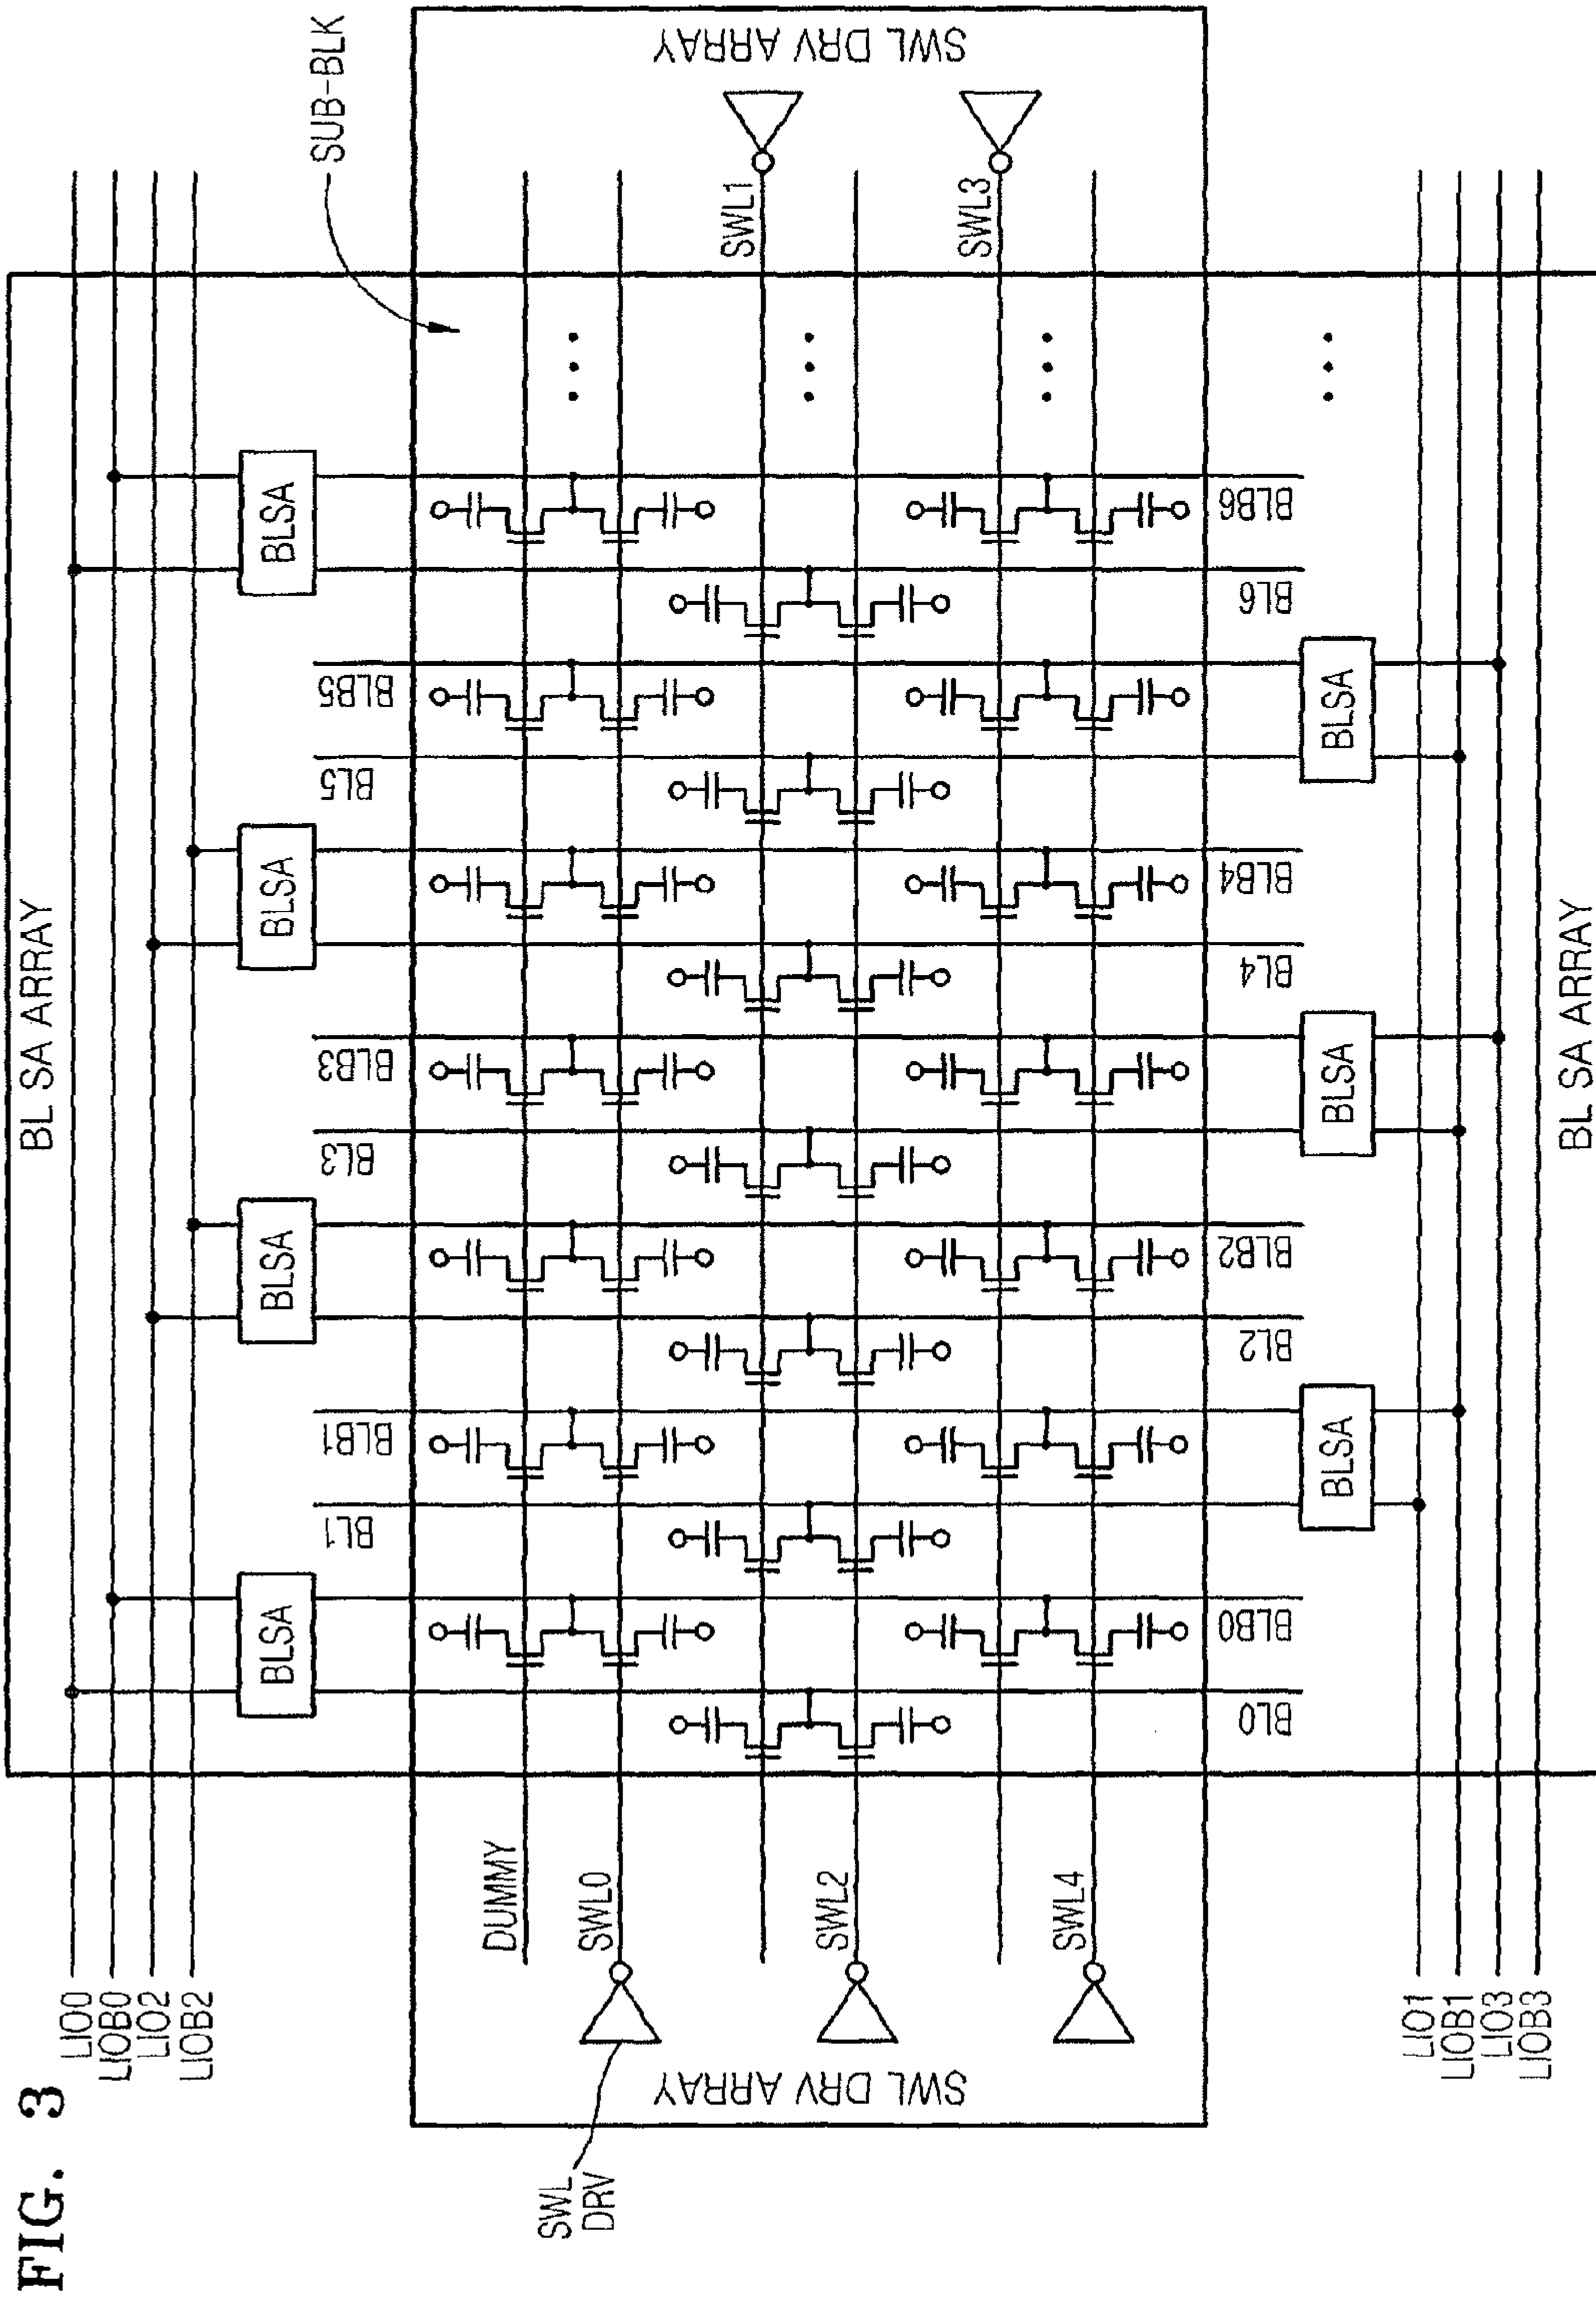 FIG. 3
BL SA ARRAY
LIO0
LIOB0
LIO2
LIOB2
BLSA
BLSA
BLSA
BLSA
SUB-BLK
BL1
BLB1
BL3
BLB3
BL5
BLB5
SWL DRV ARRAY
SWL DRV ARRAY
SWL
DRV
DUMMY
SWL0
SWL1
SWL2
SWL3
SWL4
BL0
BLB0
BL2
BLB2
BL4
BLB4
BL6
BLB6
BLSA
BLSA
BLSA
LIO1
LIOB1
LIO3
LIOB3
BL SA ARRAY